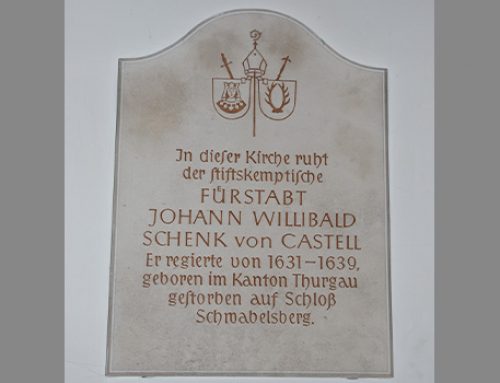 In dieser Kirche ruht
der stiftskemptische
FÜRSTABT
JOHANN WILLIBALD
SCHENK von CASTELL
Er regierte von 1631–1639,
geboren im Kanton Thurgau
gestorben auf Schloß
Schwabelsberg.